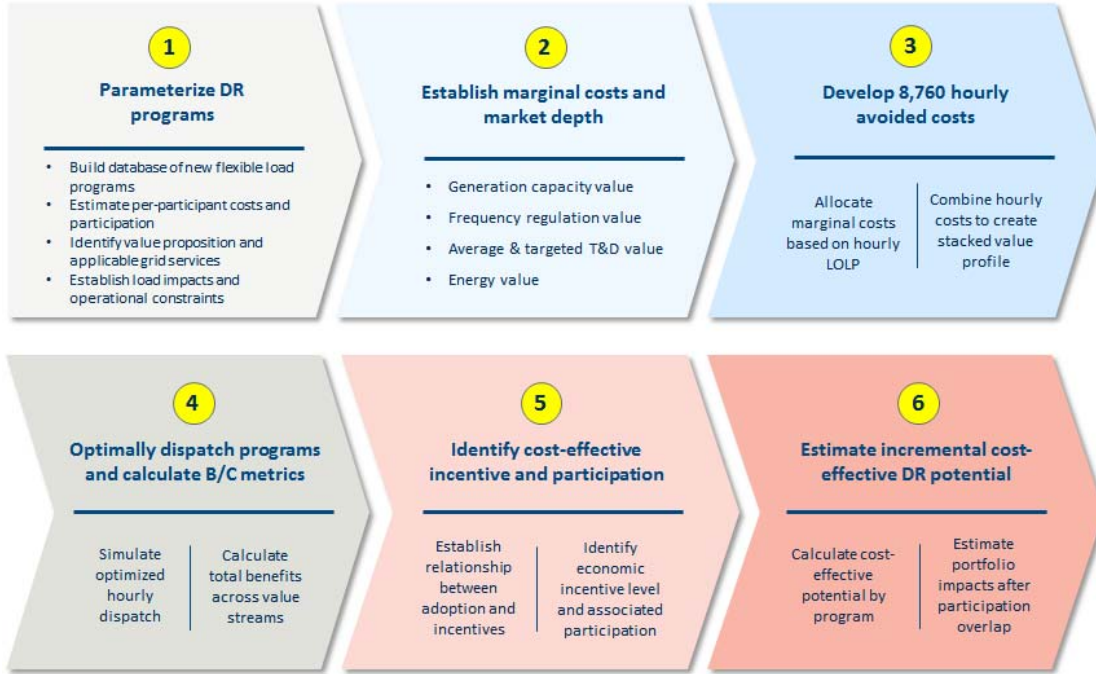 1
Parameterize DR
programs
• Build database of new flexible load
programs
• Estimate per-participant costs and
participation
• Identify value proposition and
applicable grid services
• Establish load impacts and
operational constraints
2
Establish marginal costs and
market depth
• Generation capacity value
• Frequency regulation value
• Average & targeted T&D value
• Energy value
3
Develop 8,760 hourly
avoided costs
Allocate
marginal costs
based on hourly
LOLP
Combine hourly
costs to create
stacked value
profile
4
Optimally dispatch programs
and calculate B/C metrics
Simulate
optimized
hourly
dispatch
Calculate
total benefits
across value
streams
5
Identify cost-effective
incentive and participation
Establish
relationship
between
adoption and
incentives
Identify
economic
incentive level
and associated
participation
6
Estimate incremental cost-
effective DR potential
Calculate cost-
effective
potential by
program
Estimate
portfolio
impacts after
participation
overlap